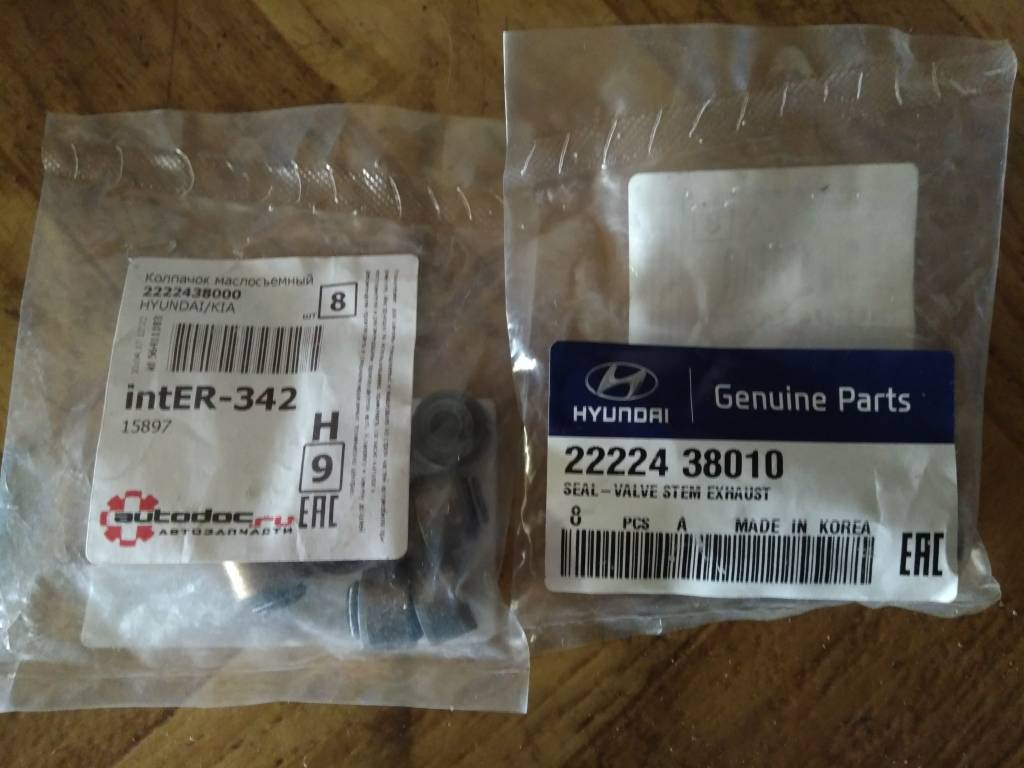 Колпачок маслосъемный
2222438000
HYUNDAI/KIA
шт
8
intER-342
15897
H
9
EAC
autodoc.ru
АВТОЗАПЧАСТИ
HYUNDAI
Genuine Parts
22224 38010
SEAL-VALVE STEM EXHAUST
8 PCS A MADE IN KOREA
EAC